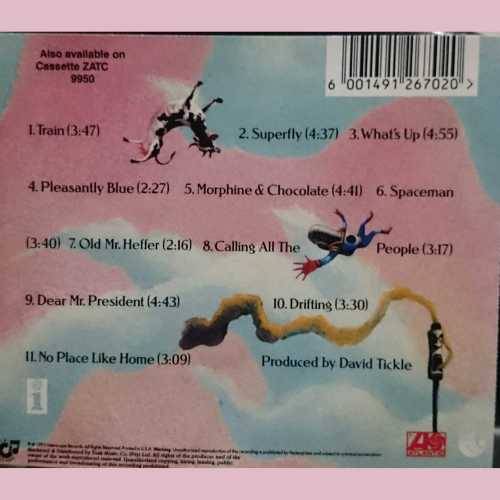 Also available on
Cassette ZATC
9950
6 001491 267020 >
1. Train (3:47)
2. Superfly (4:37) 3. What's Up (4:55)
4. Pleasantly Blue (2:27) 5. Morphine & Chocolate (4:41) 6. Spaceman
(3:40) 7. Old Mr. Heffer (2:16) 8. Calling All The People (3:17)
9. Dear Mr. President (4:43) 10. Drifting (3:30)
11. No Place Like Home (3:09) Produced by David Tickle
ATLANTIC